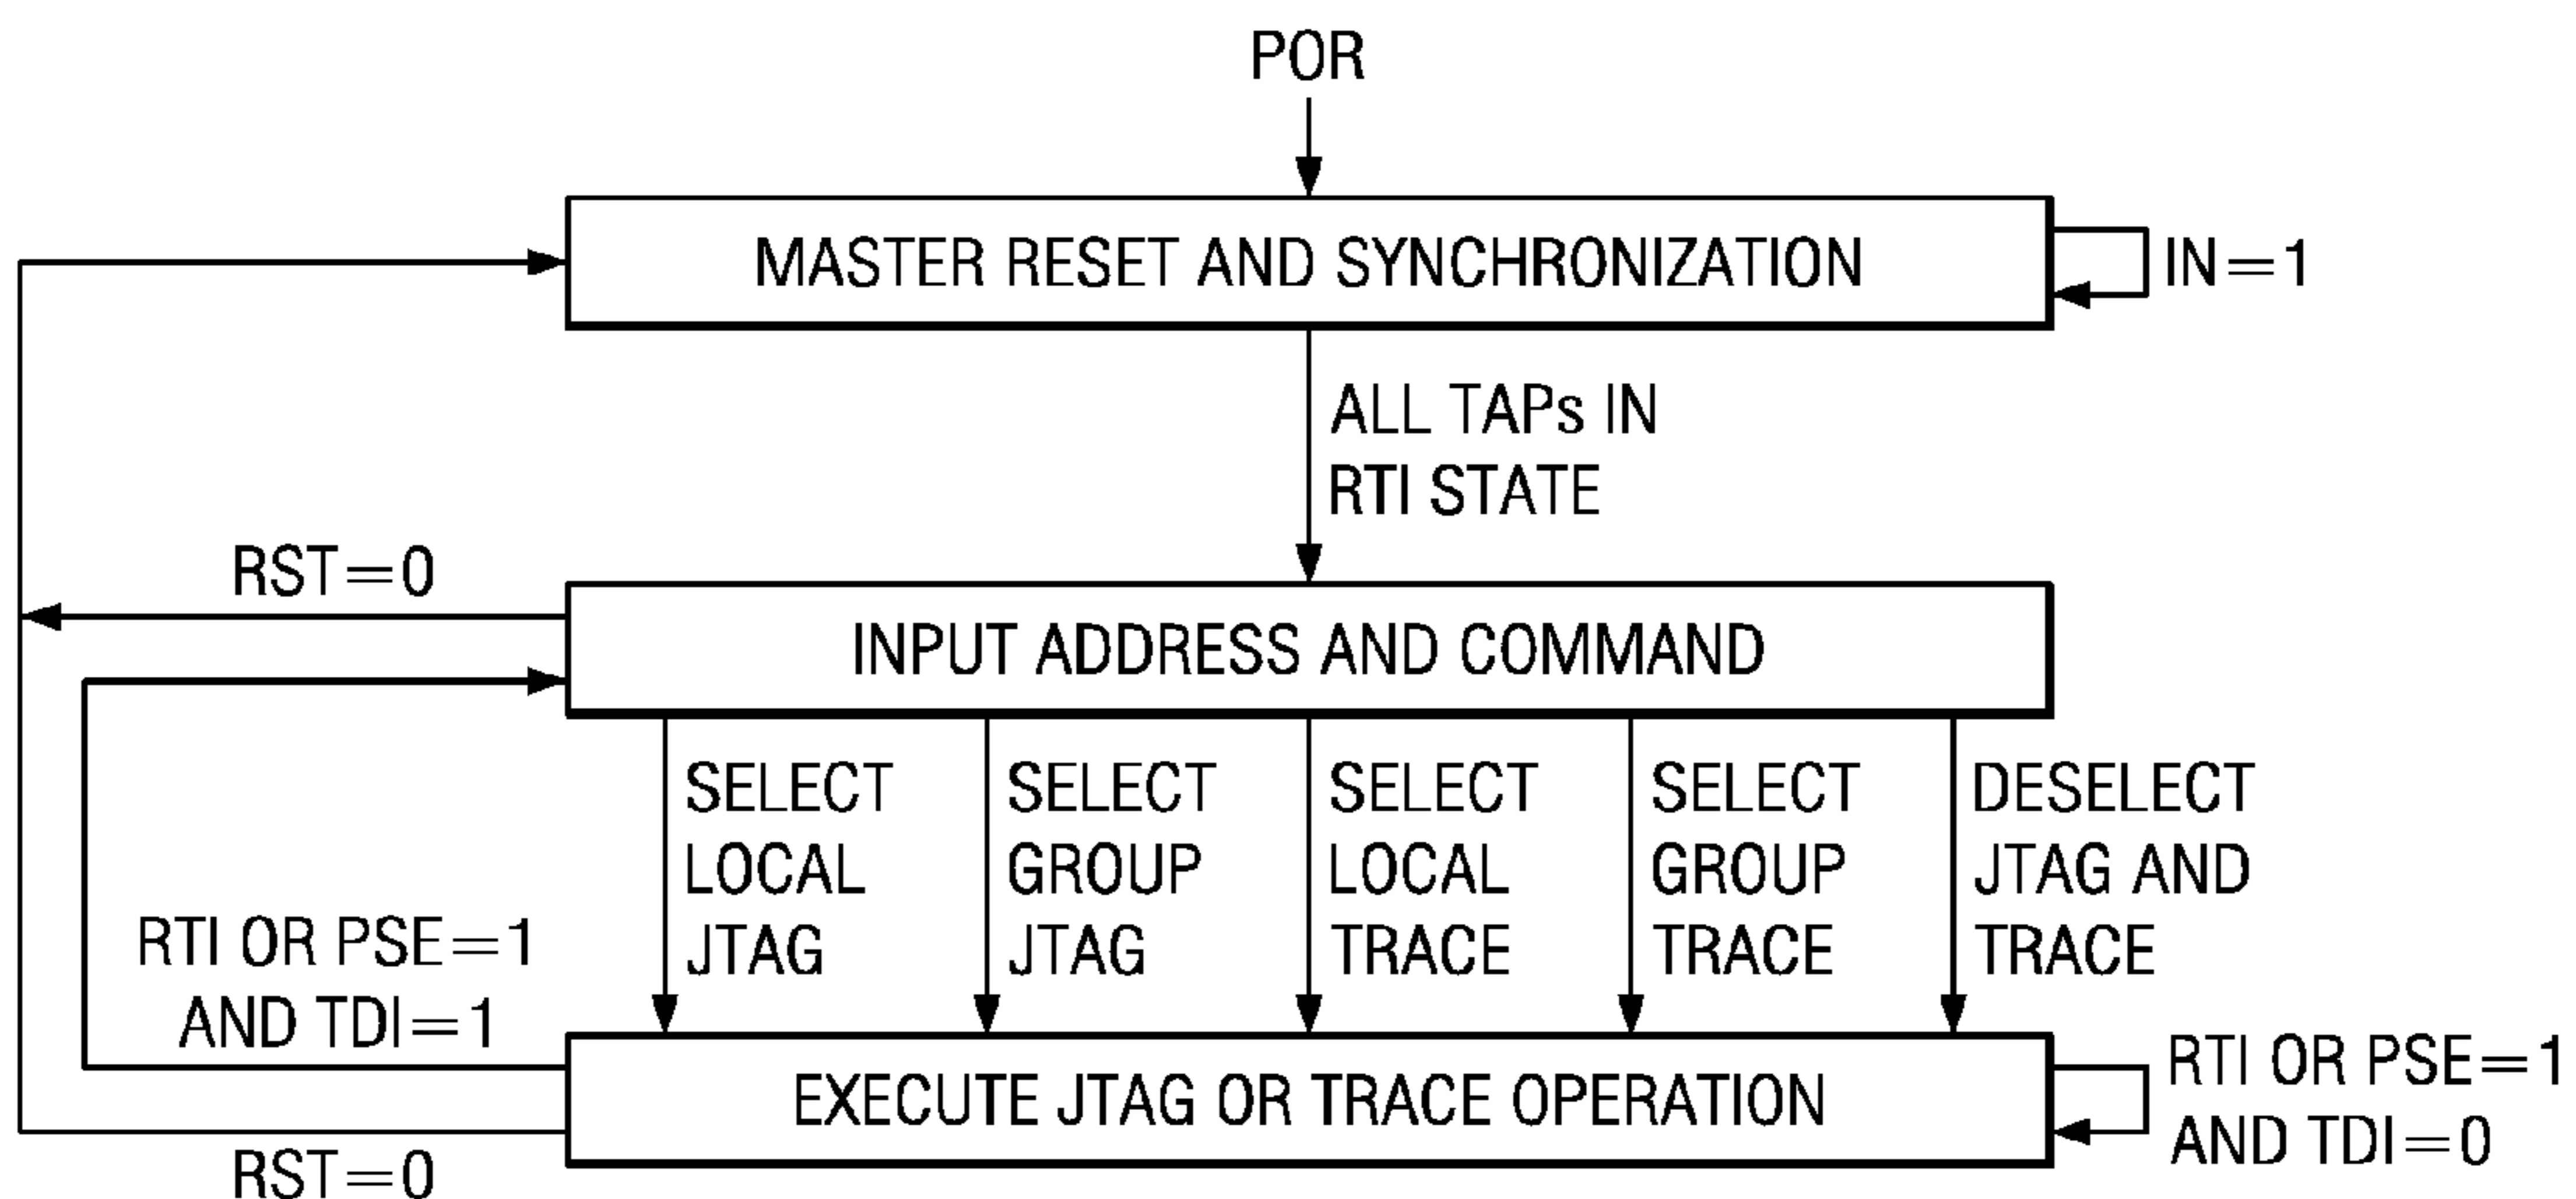 POR
MASTER RESET AND SYNCHRONIZATION
IN=1
ALL TAPs IN
RTI STATE
RST=0
INPUT ADDRESS AND COMMAND
SELECT
LOCAL
JTAG
SELECT
GROUP
JTAG
SELECT
LOCAL
TRACE
SELECT
GROUP
TRACE
DESELECT
JTAG AND
TRACE
RTI OR PSE=1
AND TDI=1
EXECUTE JTAG OR TRACE OPERATION
RTI OR PSE=1
AND TDI=0
RST=0